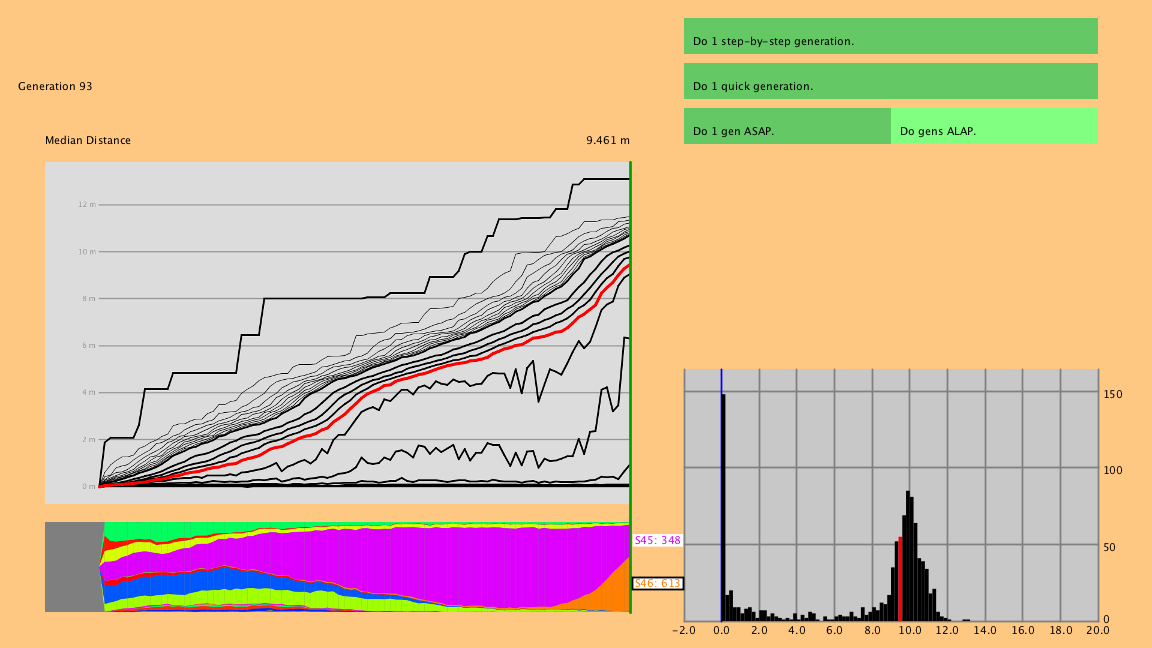 Do 1 step-by-step generation.
Generation 93
Do 1 quick generation.
Do 1 gen ASAP.
Do gens ALAP.
Median Distance
9.461 m
12 m
10 m
8 m
6 m
4 m
2 m
0 m
S45: 348
S46: 613
150
100
50
0
-2.0 0.0 2.0 4.0 6.0 8.0 10.0 12.0 14.0 16.0 18.0 20.0